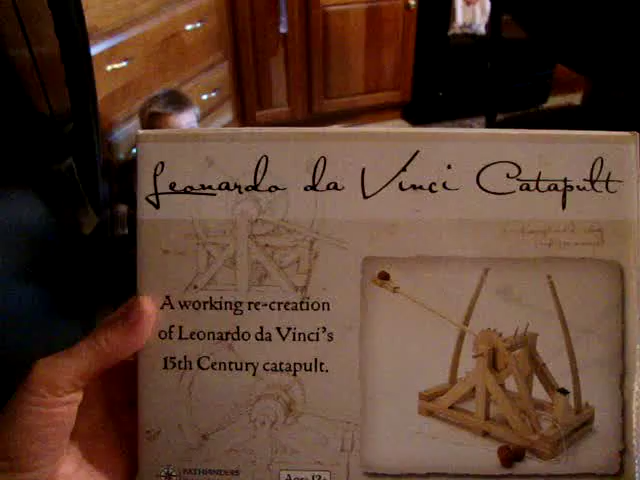 Leonardo da Vinci Catapult
A working re-creation
of Leonardo da Vinci's
15th Century catapult.
PATHFINDERS